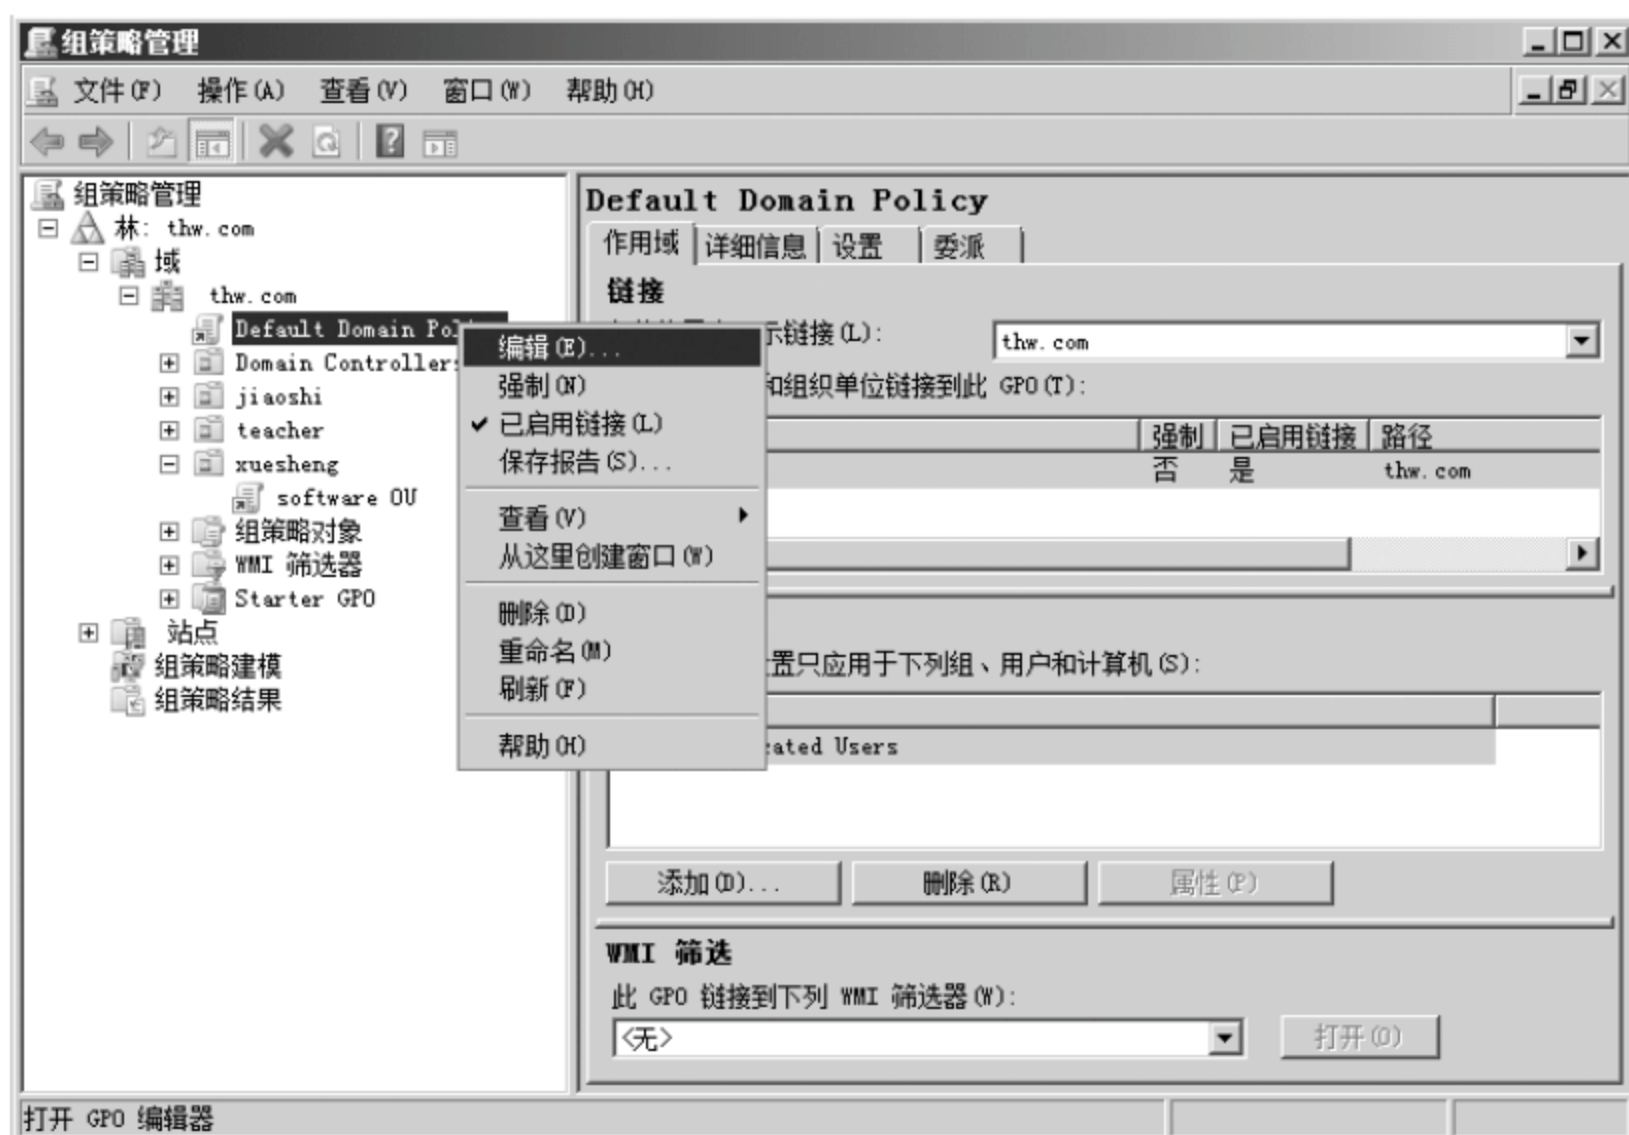 组策略管理
文件(F) 操作(A) 查看(V) 窗口(W) 帮助(H)
组策略管理
林: thw.com
域
thw.com
Default Domain
Domain Controllers
jiaoshi
teacher
xuesheng
software OU
组策略对象
WMI 筛选器
Starter GPO
站点
组策略建模
组策略结果
编辑(E)...
强制(N)
已启用链接(L)
保存报告(S)...
查看(V)
从这里创建窗口(W)
删除(D)
重命名(M)
刷新(F)
帮助(H)
Default Domain Policy
作用域 详细信息 设置 委派
链接
示链接(L): thw.com
和组织单位链接到此 GPO(T):
强制 已启用链接 路径
否 是 thw.com
置只应用于下列组、用户和计算机(S):
cated Users
添加(D)... 删除(R) 属性(P)
WMI 筛选
此 GPO 链接到下列 WMI 筛选器(W):
<无> 打开(O)
打开 GPO 编辑器